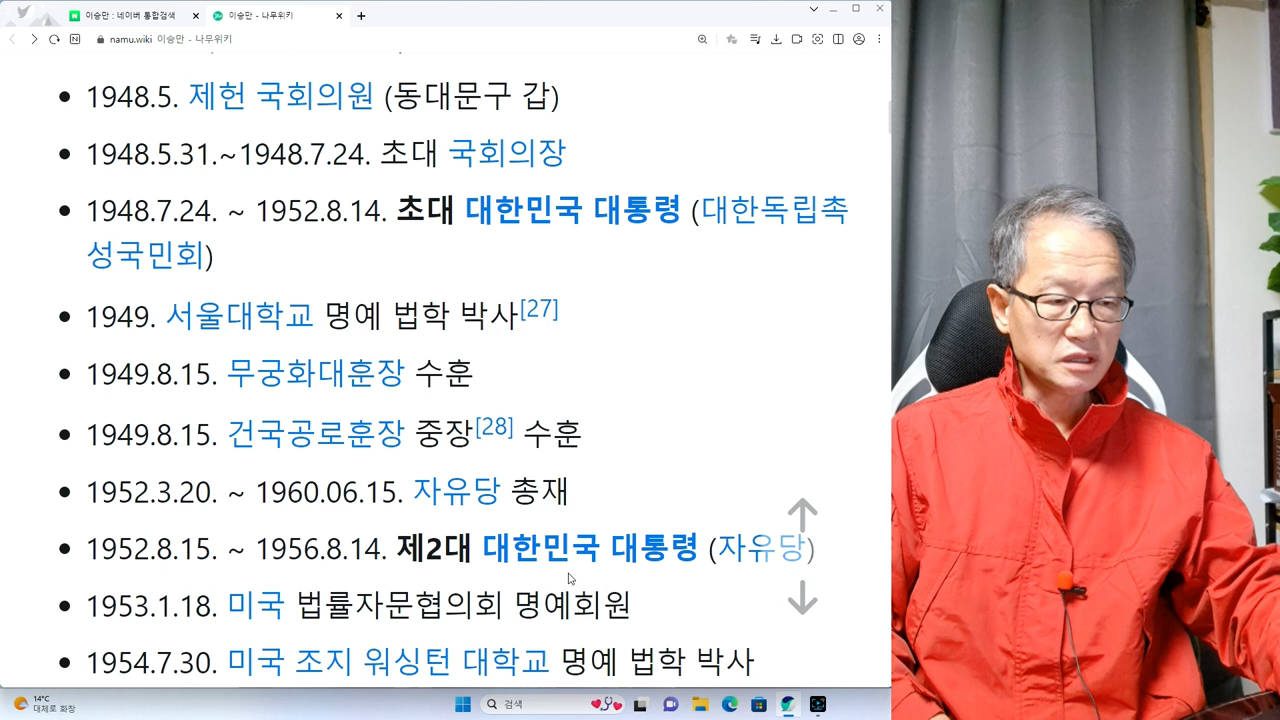 이승만 : 네이버 통합검색
이승만 - 나무위키
namu.wiki 이승만 - 나무위키
1948.5. 제헌 국회의원 (동대문구 갑)
1948.5.31.~1948.7.24. 초대 국회의장
1948.7.24. ~ 1952.8.14. 초대 대한민국 대통령 (대한독립촉
성국민회)
1949. 서울대학교 명예 법학 박사[27]
1949.8.15. 무궁화대훈장 수훈
1949.8.15. 건국공로훈장 중장[28] 수훈
1952.3.20. ~ 1960.06.15. 자유당 총재
1952.8.15. ~ 1956.8.14. 제2대 대한민국 대통령 (자유당)
1953.1.18. 미국 법률자문협의회 명예회원
1954.7.30. 미국 조지 워싱턴 대학교 명예 법학 박사
14°C
대체로 화창
검색